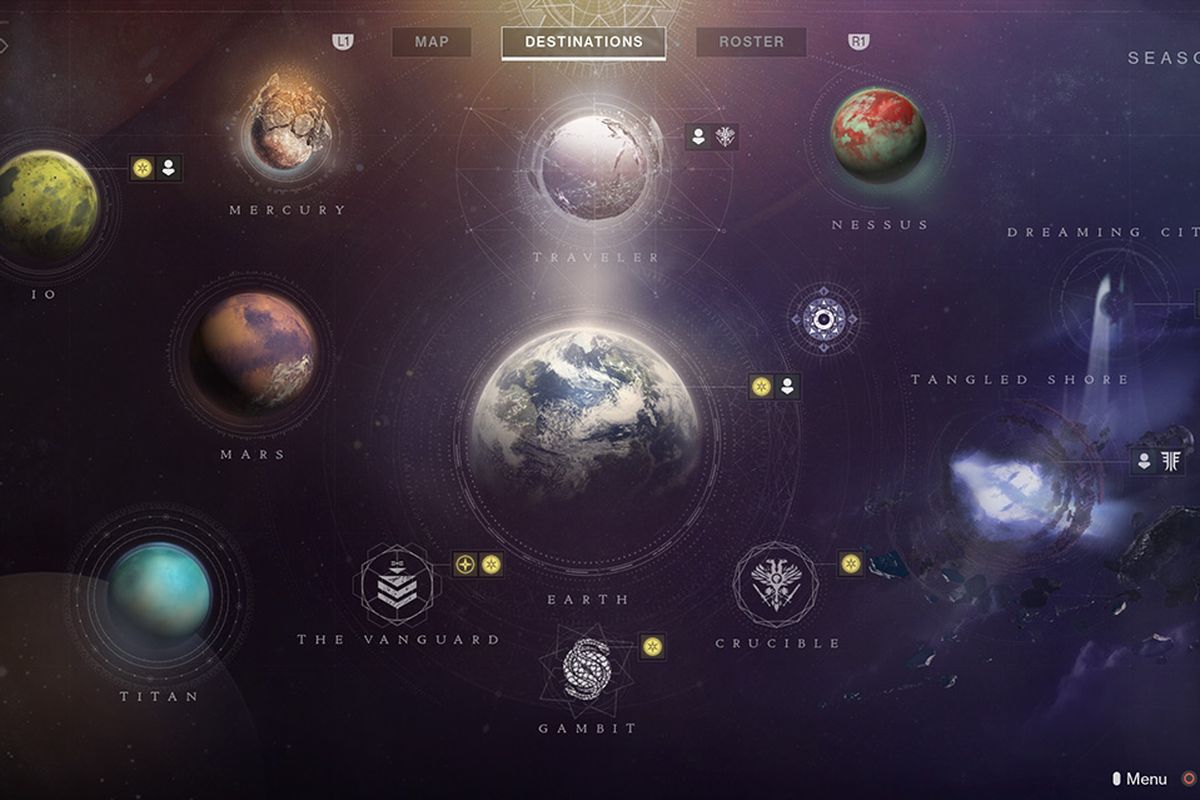 L1
MAP
DESTINATIONS
ROSTER
R1
SEASO
MERCURY
TRAVELER
NESSUS
DREAMING CIT
IO
TANGLED SHORE
MARS
EARTH
THE VANGUARD
CRUCIBLE
TITAN
GAMBIT
Menu